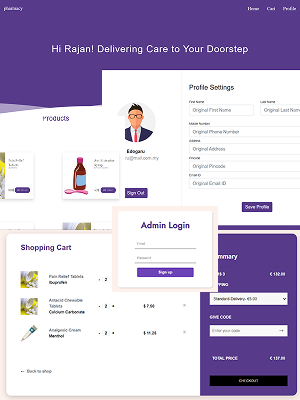 pharmacy
Home Cart Profile
Hi Rajan! Delivering Care to Your Doorstep
Products
Profile Settings
First Name Last Name
Original First Name
Original Last Nam
Mobile Number
Original Phone Number
Address
Original Address
Pincode
Original Pincode
Email ID
Original Email ID
Edogaru
ru@mail.com.my
Sign Out
Save Profile
Admin Login
Email
Password
Sign up
Shopping Cart
Pain Relief Tablets
Ibuprofen
- 2
Antacid Chewable
Tablets
Calcium Carbonate
- 2 +
$ 7.50
×
Analgesic Cream
Menthol
- 2 +
$ 11.25
×
← Back to shop
mmary
S 3 € 132.00
PPING
Standard-Delivery- €5.00
GIVE CODE
Enter your code
TOTAL PRICE € 137.00
CHECKOUT